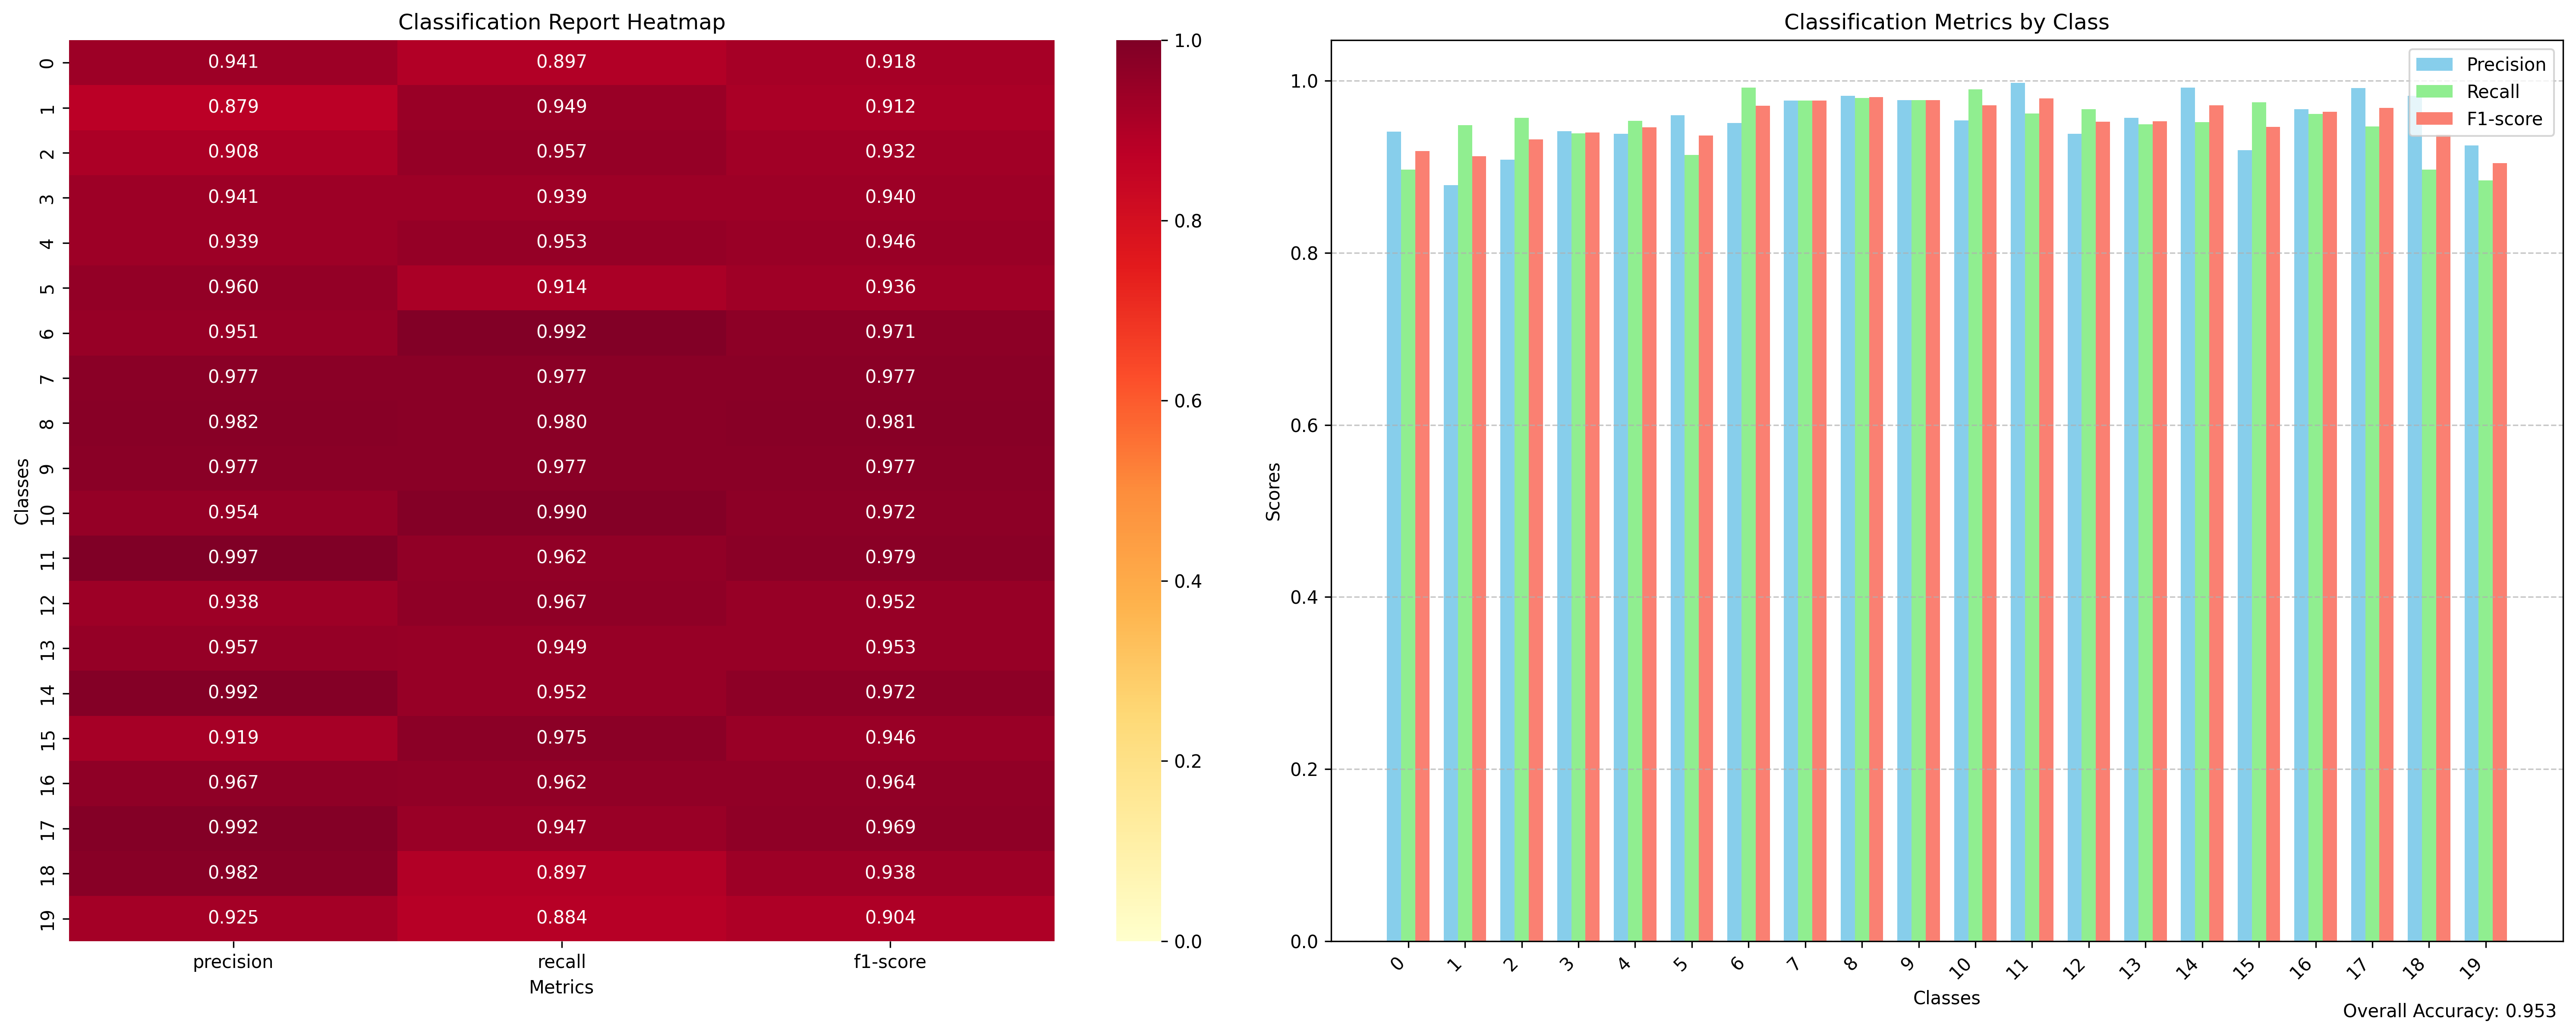 Classification Report Heatmap
0 0.941 0.897 0.918
1 0.879 0.949 0.912
2 0.908 0.957 0.932
3 0.941 0.939 0.940
4 0.939 0.953 0.946
5 0.960 0.914 0.936
6 0.951 0.992 0.971
7 0.977 0.977 0.977
8 0.982 0.980 0.981
9 0.977 0.977 0.977
10 0.954 0.990 0.972
11 0.997 0.962 0.979
12 0.938 0.967 0.952
13 0.957 0.949 0.953
14 0.992 0.952 0.972
15 0.919 0.975 0.946
16 0.967 0.962 0.964
17 0.992 0.947 0.969
18 0.982 0.897 0.938
19 0.925 0.884 0.904
Classes
precision recall f1-score
Metrics
1.0
0.8
0.6
0.4
0.2
0.0
Classification Metrics by Class
Precision
Recall
F1-score
1.0
0.8
0.6
0.4
0.2
0.0
Scores
0 1 2 3 4 5 6 7 8 9 10 11 12 13 14 15 16 17 18 19
Classes
Overall Accuracy: 0.953